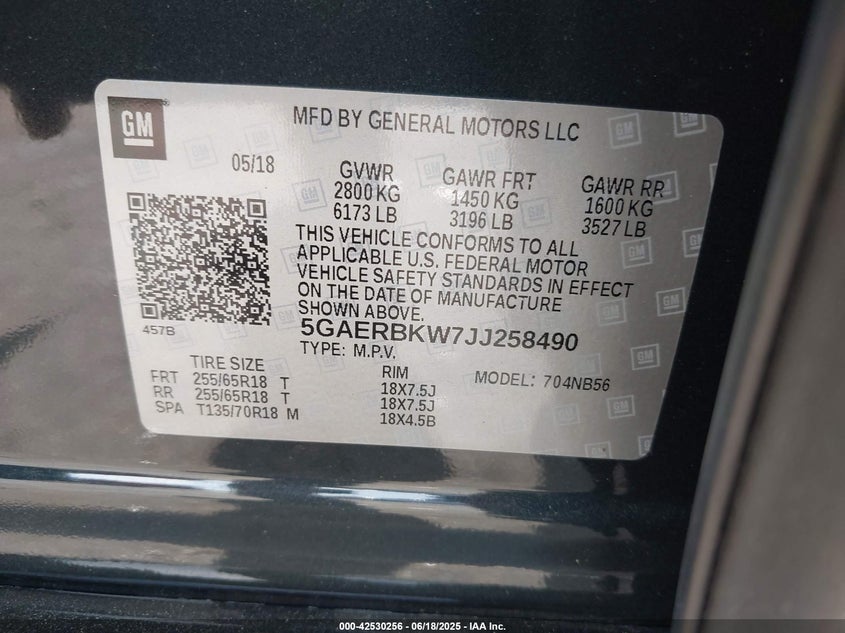 GM
MFD BY GENERAL MOTORS LLC
05/18
GVWR GAWR FRT GAWR RR
2800 KG 1450 KG 1600 KG
6173 LB 3196 LB 3527 LB
THIS VEHICLE CONFORMS TO ALL
APPLICABLE U.S. FEDERAL MOTOR
VEHICLE SAFETY STANDARDS IN EFFECT
ON THE DATE OF MANUFACTURE
SHOWN ABOVE.
457B
5GAERBKW7JJ258490
TYPE: M.P.V.
TIRE SIZE RIM MODEL: 704NB56
FRT 255/65R18 T 18X7.5J
RR 255/65R18 T 18X7.5J
SPA T135/70R18 M 18X4.5B
000-42530256 - 06/18/2025 - IAA Inc.